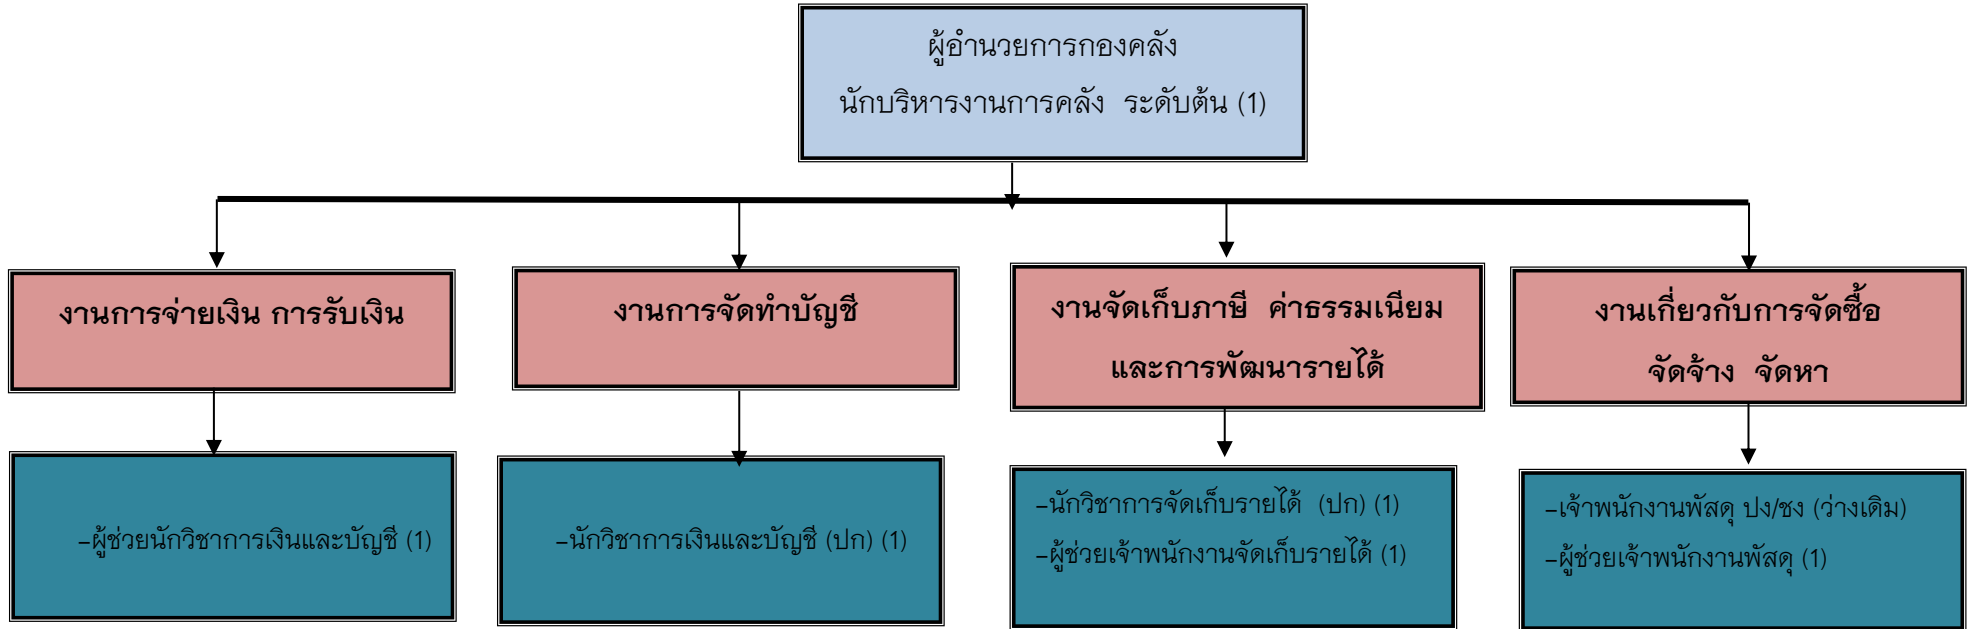 ผู้อำนวยการกองคลัง
นักบริหารงานการคลัง ระดับต้น (1)
งานการจ่ายเงิน การรับเงิน
งานการจัดทำบัญชี
งานจัดเก็บภาษี ค่าธรรมเนียม
และการพัฒนารายได้
งานเกี่ยวกับการจัดซื้อ
จัดจ้าง จัดหา
-ผู้ช่วยนักวิชาการเงินและบัญชี (1)
-นักวิชาการเงินและบัญชี (ปก) (1)
-นักวิชาการจัดเก็บรายได้ (ปก) (1)
-ผู้ช่วยเจ้าพนักงานจัดเก็บรายได้ (1)
-เจ้าพนักงานพัสดุ ปง/ชง (ว่างเดิม)
-ผู้ช่วยเจ้าพนักงานพัสดุ (1)